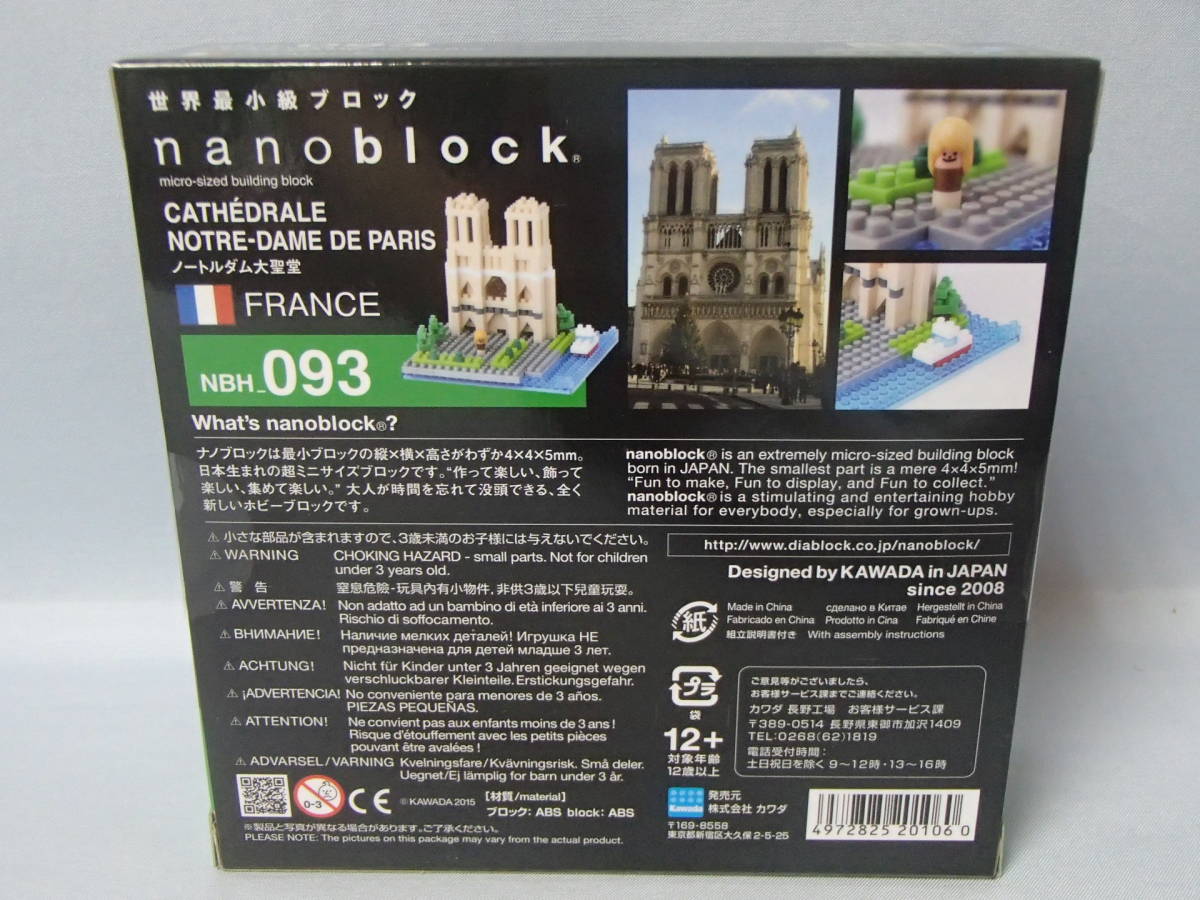 世界最小級ブロック
nanoblock®
micro-sized building block
CATHÉDRALE
NOTRE-DAME DE PARIS
ノートルダム大聖堂
FRANCE
NBH_093
What's nanoblock®?
ナノブロックは最小ブロックの縦×横×高さがわずか4×4×5mm。
日本生まれの超ミニサイズブロックです。"作って楽しい、飾って
楽しい、集めて楽しい。" 大人が時間を忘れて没頭できる、全く
新しいホビーブロックです。
nanoblock® is an extremely micro-sized building block
born in JAPAN. The smallest part is a mere 4×4×5mm!
"Fun to make, Fun to display, and Fun to collect."
nanoblock® is a stimulating and entertaining hobby
material for everybody, especially for grown-ups.
⚠ 小さな部品が含まれますので、3歳未満のお子様には与えないでください。
⚠ WARNING CHOKING HAZARD - small parts. Not for children
under 3 years old.
⚠ 警 告 窒息危險-玩具內有小物件，非供3歲以下兒童玩耍。
⚠ AVVERTENZA! Non adatto ad un bambino di età inferiore ai 3 anni.
Rischio di soffocamento.
⚠ ВНИМАНИЕ! Наличие мелких деталей! Игрушка НЕ
предназначена для детей младше 3 лет.
⚠ ACHTUNG! Nicht für Kinder unter 3 Jahren geeignet wegen
verschluckbarer Kleinteile. Erstickungsgefahr.
⚠ ¡ADVERTENCIA! No conveniente para menores de 3 años.
PIEZAS PEQUEÑAS.
⚠ ATTENTION! Ne convient pas aux enfants moins de 3 ans !
Risque d'étouffement avec les petits pièces
pouvant être avalées !
⚠ ADVARSEL/VARNING Kvelningsfare/Kvävningsrisk. Små deler.
Uegnet/Ej lämplig for barn under 3 år.
0-3
CE
© KAWADA 2015
【材質/material】
ブロック: ABS block: ABS
※製品と写真が異なる場合があります。ご了承ください。
PLEASE NOTE: The pictures on this package may vary from the actual product.
http://www.diablock.co.jp/nanoblock/
Designed by KAWADA in JAPAN
since 2008
紙
Made in China сделано в Китае Hergestellt in China
Fabricado en China Prodotto in Cina Fabriqué en Chine
組立説明書付き With assembly instructions
プラ
袋
12+
対象年齢
12歳以上
ご意見等がございましたら、
お客様サービス課までご連絡ください。
カワダ 長野工場 お客様サービス課
〒389-0514 長野県東御市加沢1409
TEL:0268(62)1819
電話受付時間：
土日祝日を除く 9～12時・13～16時
Kawada
発売元
株式会社 カワダ
〒169-8558
東京都新宿区大久保2-5-25
4972825 201060